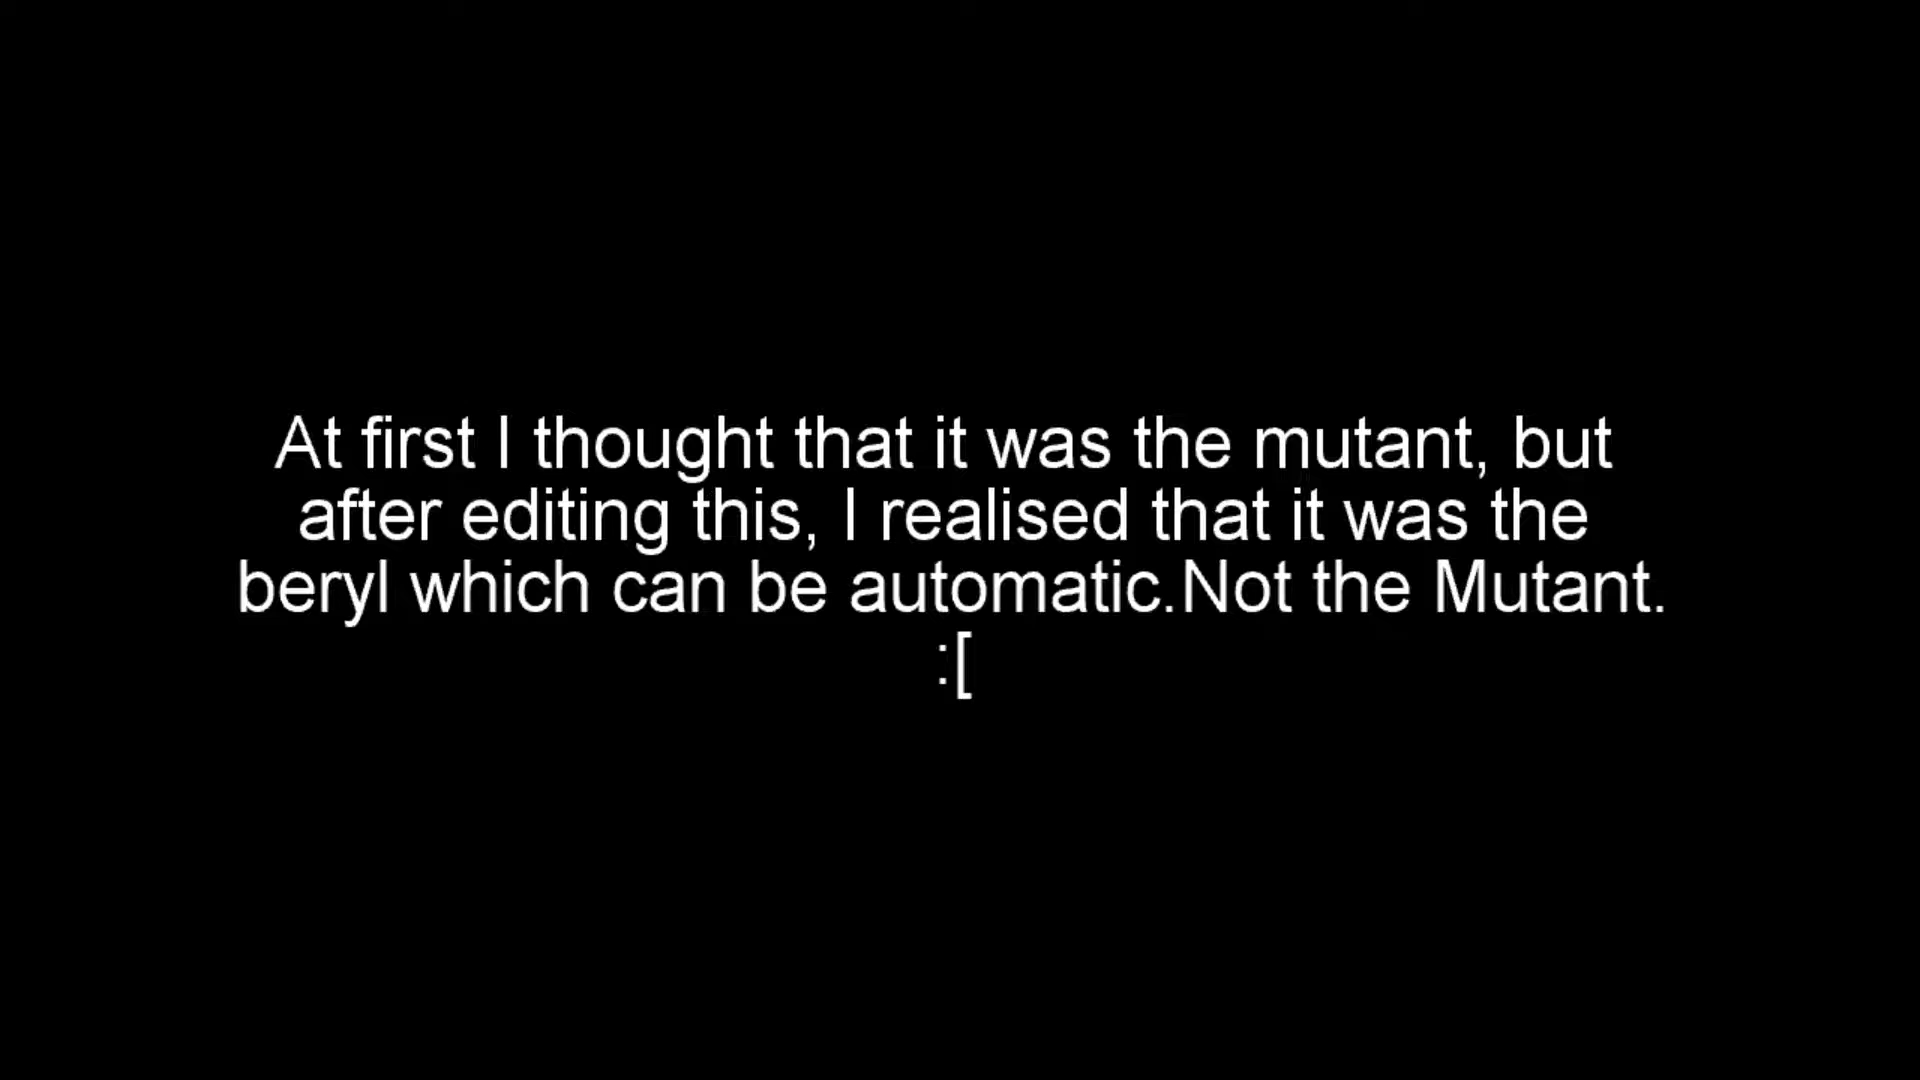 At first I thought that it was the mutant, but
after editing this, I realised that it was the
beryl which can be automatic.Not the Mutant.
:[